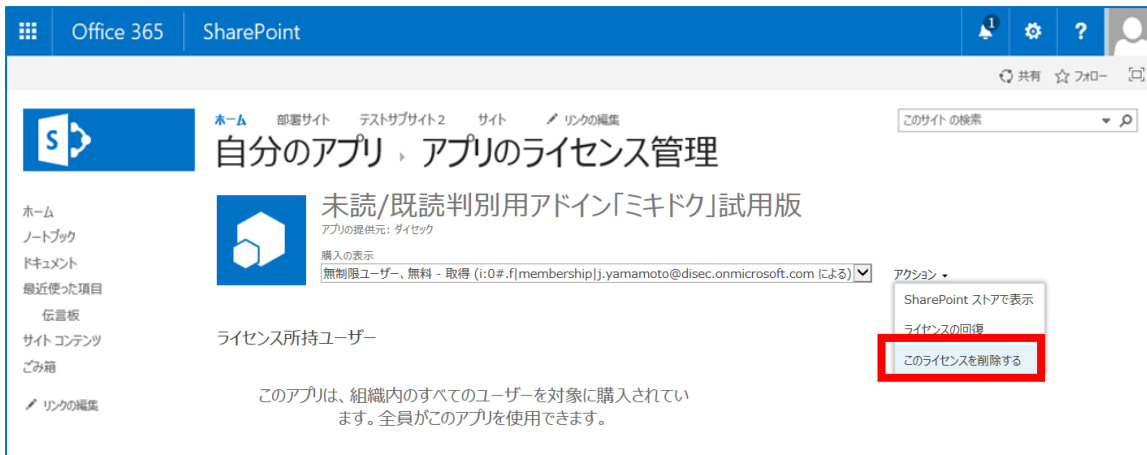 Office 365 SharePoint 1 ?
共有 フォロー
ホーム 部署サイト テストサブサイト2 サイト リンクの編集
このサイト の検索
S
自分のアプリ ▸ アプリのライセンス管理
未読/既読判別用アドイン「ミキドク」試用版
アプリの提供元: ダイセック
購入の表示
無制限ユーザー、無料 - 取得 (i:0#.f|membership|j.yamamoto@disec.onmicrosoft.com による)
アクション
SharePoint ストアで表示
ライセンスの回復
このライセンスを削除する
ホーム
ノートブック
ドキュメント
最近使った項目
伝言板
サイト コンテンツ
ごみ箱
リンクの編集
ライセンス所持ユーザー
このアプリは、組織内のすべてのユーザーを対象に購入されてい
ます。全員がこのアプリを使用できます。